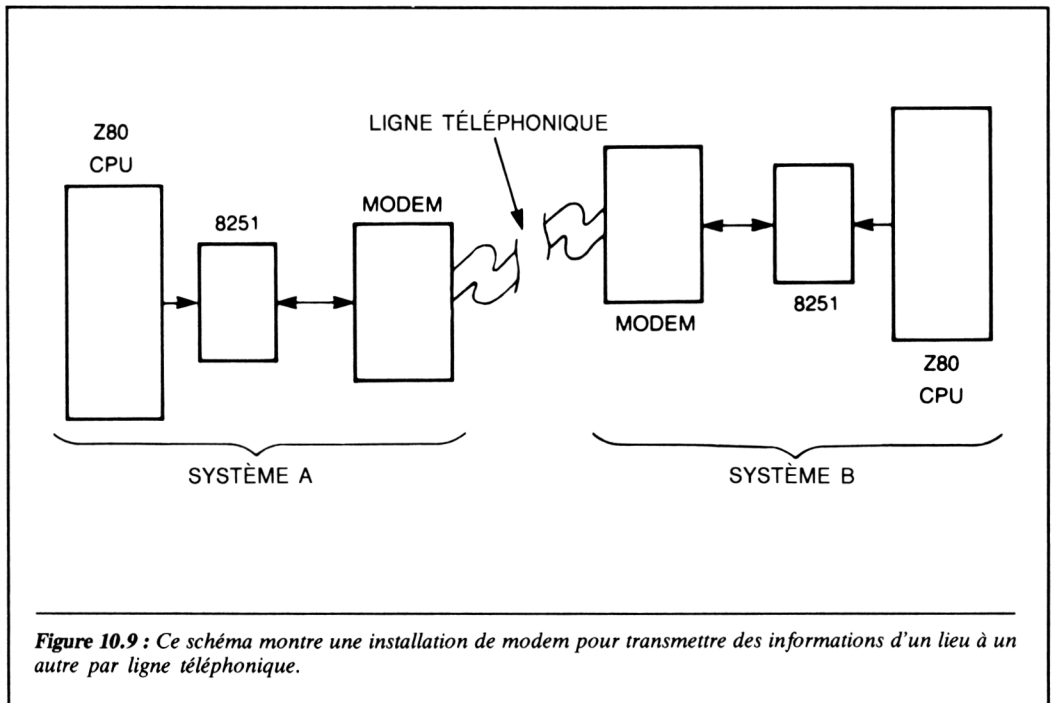 LIGNE TÉLÉPHONIQUE
Z80
CPU
8251
MODEM
SYSTÈME A
MODEM
8251
Z80
CPU
SYSTÈME B
Figure 10.9 : Ce schéma montre une installation de modem pour transmettre des informations d'un lieu à un
autre par ligne téléphonique.